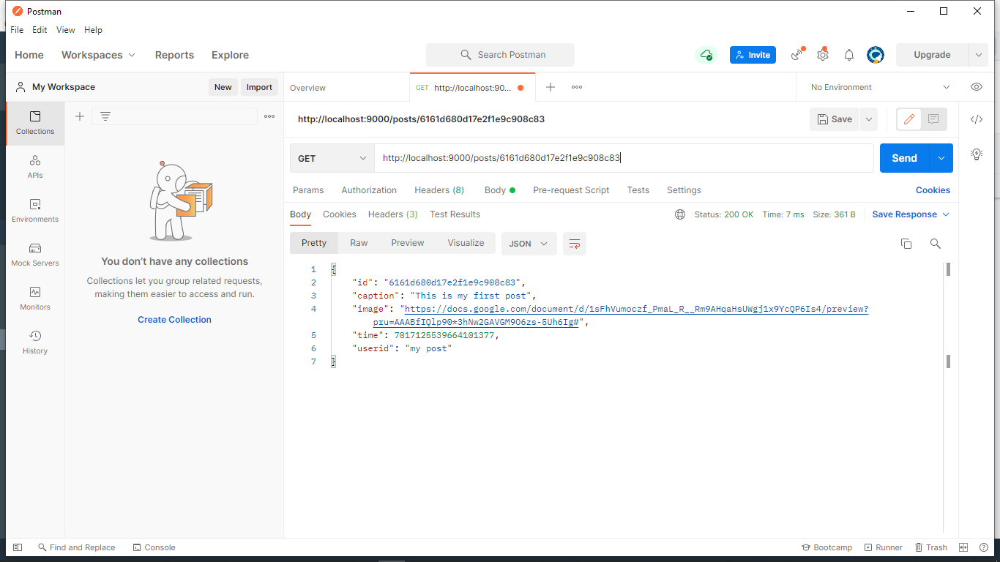 Postman
File Edit View Help
Home Workspaces Reports Explore Search Postman Invite Upgrade
My Workspace New Import
Overview GET http://localhost:90... No Environment
Collections
APIs
Environments
Mock Servers
Monitors
History
You don't have any collections
Collections let you group related requests,
making them easier to access and run.
Create Collection
http://localhost:9000/posts/6161d680d17e2f1e9c908c83 Save
GET http://localhost:9000/posts/6161d680d17e2f1e9c908c83 Send
Params Authorization Headers (8) Body Pre-request Script Tests Settings Cookies
Body Cookies Headers (3) Test Results Status: 200 OK Time: 7 ms Size: 361 B Save Response
Pretty Raw Preview Visualize JSON
1 {
2 "id": "6161d680d17e2f1e9c908c83",
3 "caption": "This is my first post",
4 "image": "https://docs.google.com/document/d/1sFhVumoczf_PmaL_R__Rm9AHqaHsUWgj1x9YcQP6Is4/preview?
pru=AAABfIQlp90*3hNw2GAVGM9O6zs-5Uh6Ig#",
5 "time": 7017125539664101377,
6 "userid": "my post"
7 }
Find and Replace Console Bootcamp Runner Trash